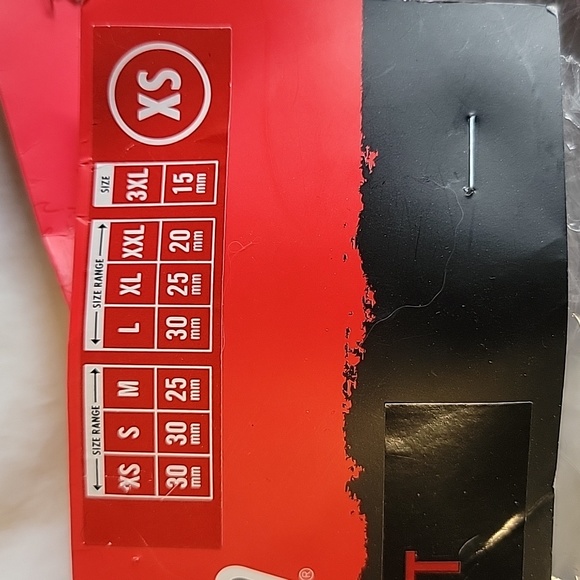 SIZE RANGE
XS S M
30 mm 30 mm 25 mm
SIZE RANGE
L XL XXL
30 mm 25 mm 20 mm
SIZE
3XL
15 mm
XS
®
T